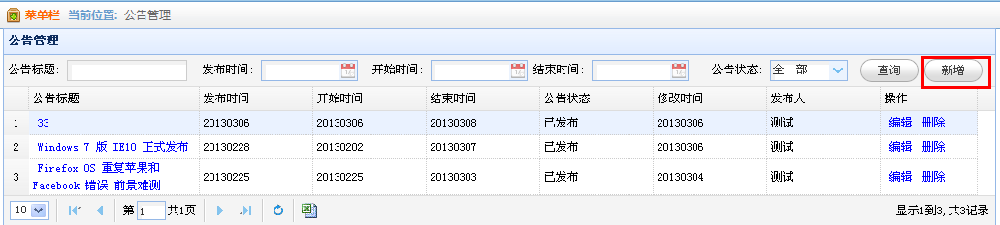 菜单栏 当前位置: 公告管理
公告管理
公告标题: 发布时间: 开始时间: 结束时间: 公告状态: 全 部 查询 新增
公告标题 发布时间 开始时间 结束时间 公告状态 修改时间 发布人 操作
1 33 20130306 20130306 20130308 已发布 20130306 测试 编辑 删除
2 Windows 7 版 IE10 正式发布 20130228 20130202 20130307 已发布 20130306 测试 编辑 删除
3 Firefox OS 重复苹果和 20130225 20130225 20130303 已发布 20130304 测试 编辑 删除
Facebook 错误 前景难测
10 第 1 共1页 显示1到3, 共3记录